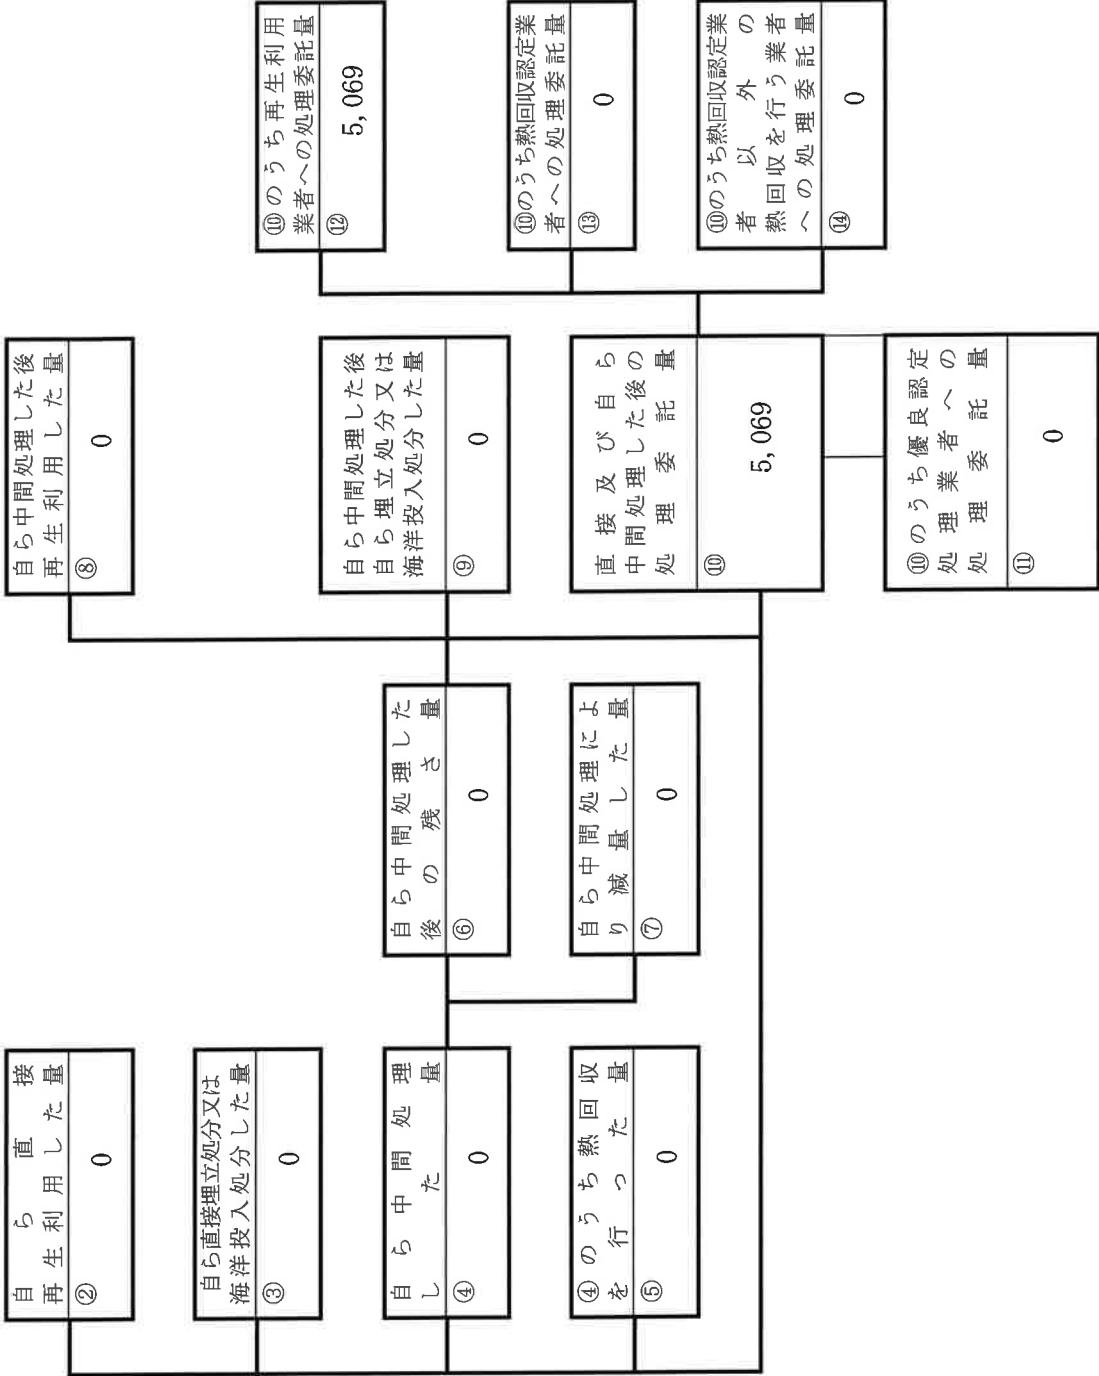 自ら直接
再生利用した量
②
0
自ら直接埋立処分又は
海洋投入処分した量
③
0
自ら中間処理
した量
④
0
④のうち熱回収
を行った量
⑤
0
自ら中間処理した
後の残さ量
⑥
0
自ら中間処理によ
り減量した量
⑦
0
自ら中間処理した後
再生利用した量
⑧
0
自ら中間処理した後
自ら埋立処分又は
海洋投入処分した量
⑨
0
直接及び自ら
中間処理した後の
処理委託量
⑩
5,069
⑩のうち優良認定
処理業者への
処理委託量
⑪
0
⑩のうち再生利用
業者への処理委託量
⑫
5,069
⑩のうち熱回収認定業
者への処理委託量
⑬
0
⑩のうち熱回収認定業
者以外の
熱回収を行う業者
への処理委託量
⑭
0